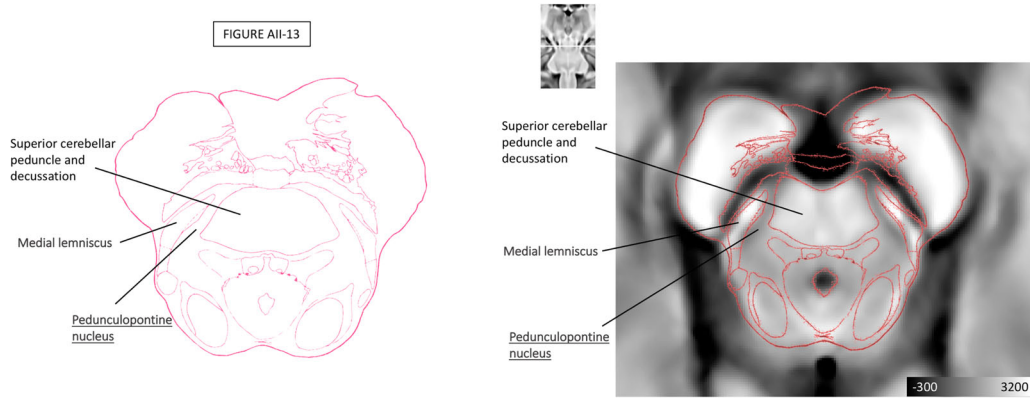 FIGURE AII-13
Superior cerebellar
peduncle and
decussation
Medial lemniscus
Pedunculopontine
nucleus
Superior cerebellar
peduncle and
decussation
Medial lemniscus
Pedunculopontine
nucleus
-300 3200